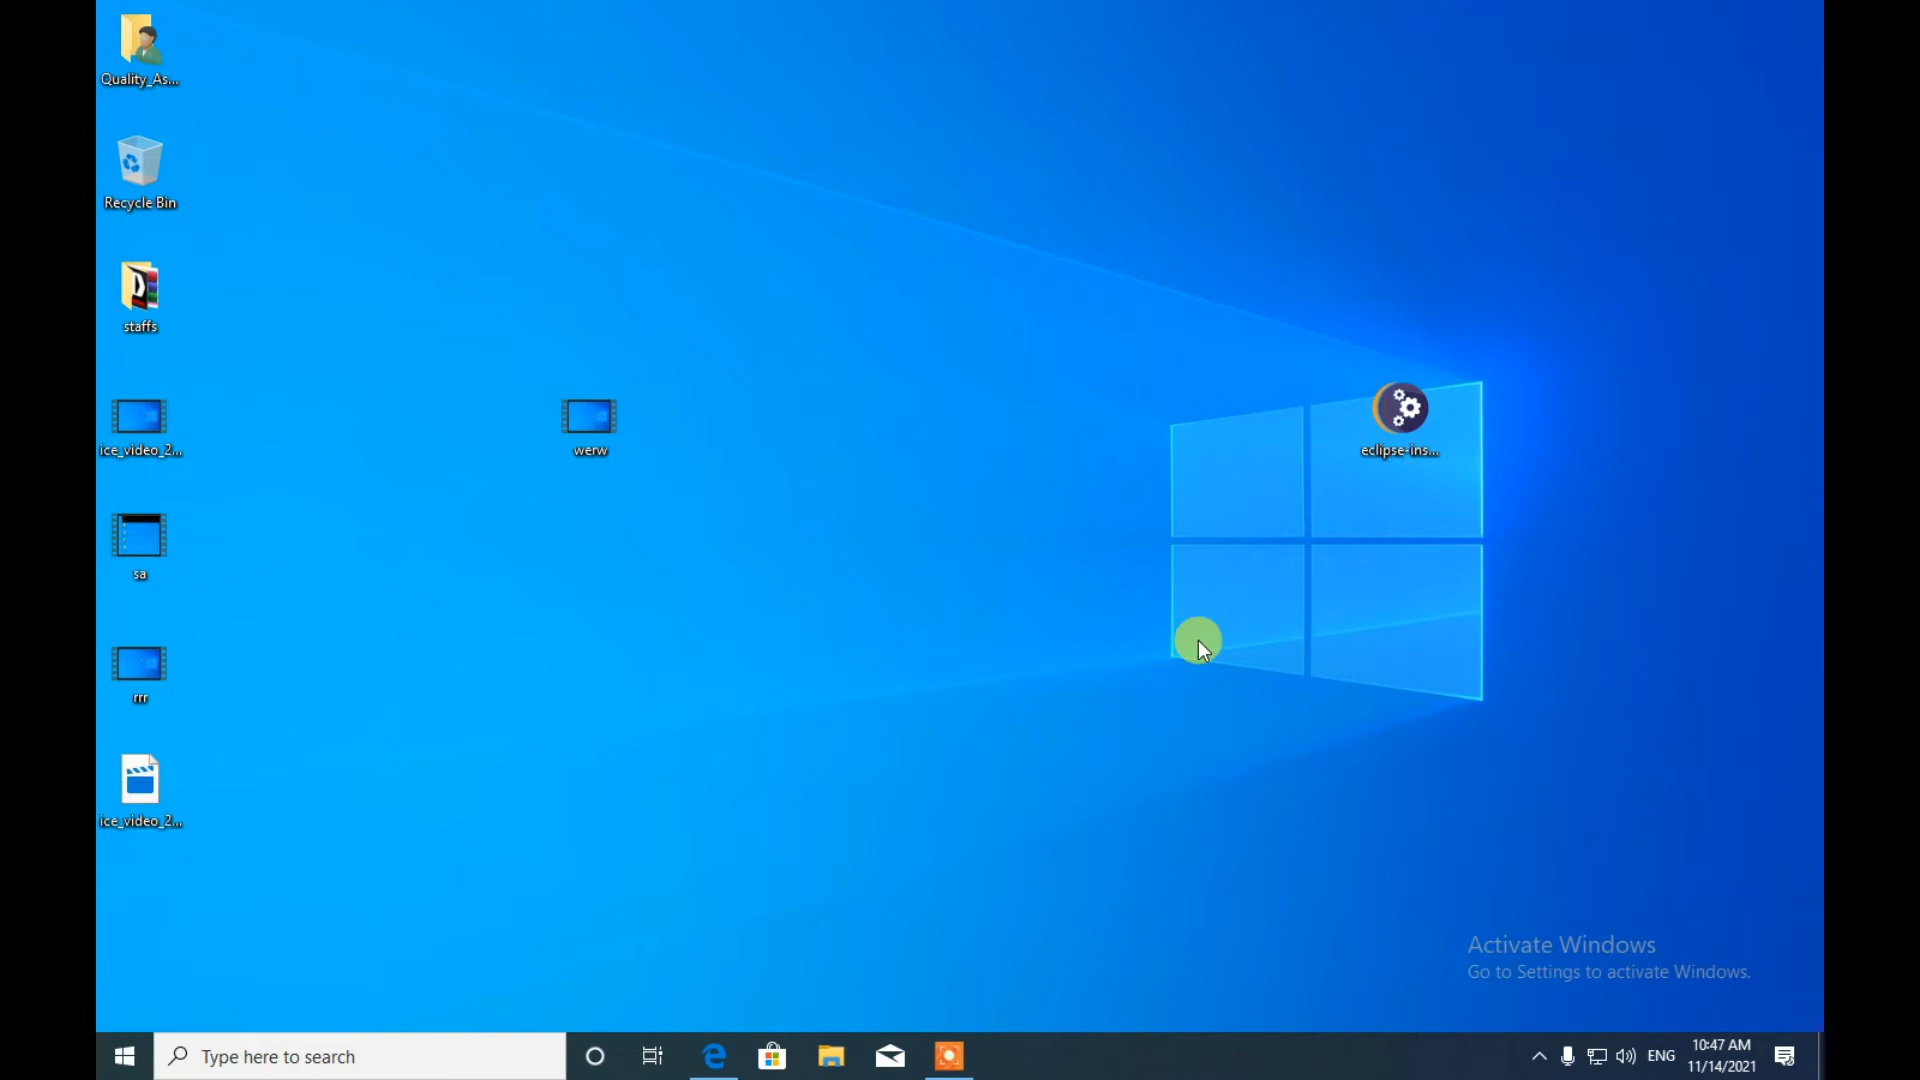 Quality_As...
Recycle Bin
staffs
ice_video_2...
werw
eclipse-ins...
sa
rrr
ice_video_2...
Activate Windows
Go to Settings to activate Windows.
Type here to search
ENG
10:47 AM
11/14/2021